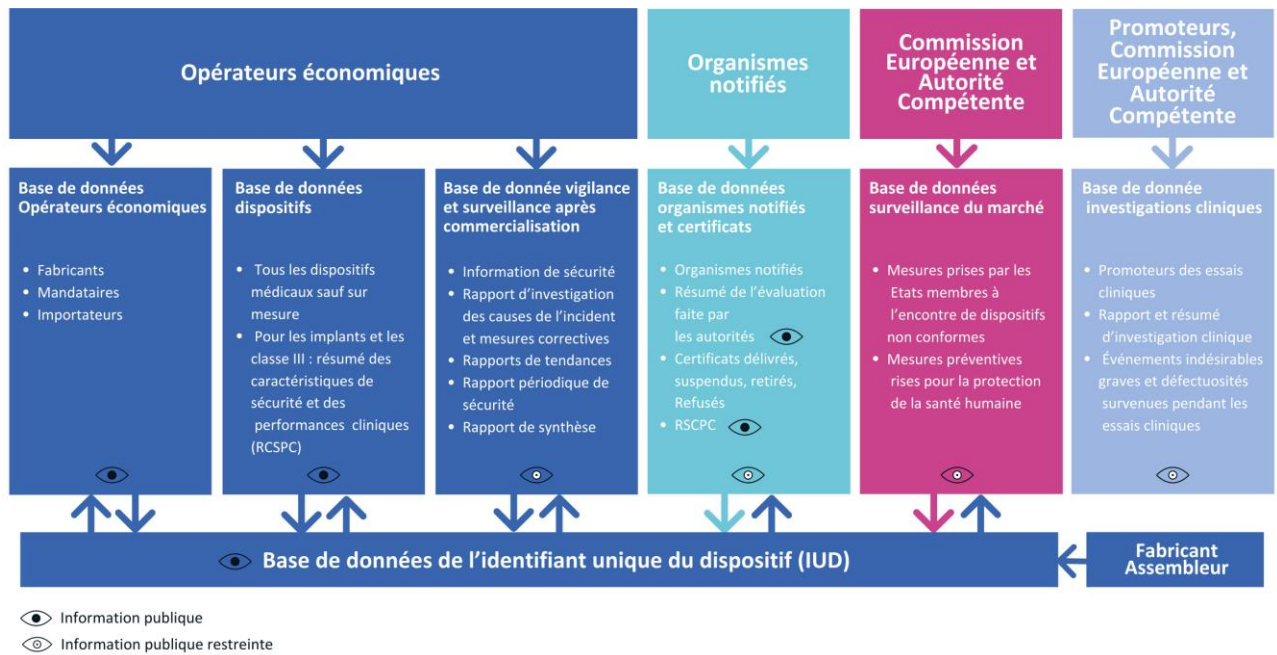 Opérateurs économiques
Organismes
notifiés
Commission
Européenne et
Autorité
Compétente
Promoteurs,
Commission
Européenne et
Autorité
Compétente
Base de données
Opérateurs économiques
• Fabricants
• Mandataires
• Importateurs
Base de données
dispositifs
• Tous les dispositifs
médicaux sauf sur
mesure
• Pour les implants et les
classe III : résumé des
caractéristiques de
sécurité et des
performances cliniques
(RCSPC)
Base de donnée vigilance
et surveillance après
commercialisation
• Information de sécurité
• Rapport d’investigation
des causes de l’incident
et mesures correctives
• Rapports de tendances
• Rapport périodique de
sécurité
• Rapport de synthèse
Base de données
organismes notifiés
et certificats
• Organismes notifiés
• Résumé de l’évaluation
faite par
les autorités
• Certificats délivrés,
suspendus, retirés,
Refusés
• RSCPC
Base de données
surveillance du marché
• Mesures prises par les
Etats membres à
l’encontre de dispositifs
non conformes
• Mesures préventives
rises pour la protection
de la santé humaine
Base de donnée
investigations cliniques
• Promoteurs des essais
cliniques
• Rapport et résumé
d’investigation clinique
• Événements indésirables
graves et défectuosités
survenues pendant les
essais cliniques
Base de données de l’identifiant unique du dispositif (IUD)
Fabricant
Assembleur
Information publique
Information publique restreinte